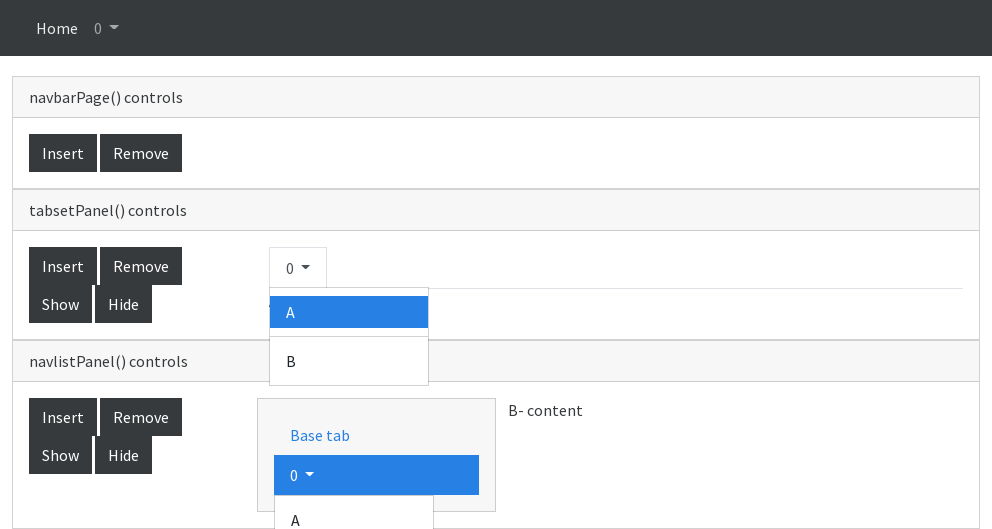 Home 0
navbarPage() controls
Insert Remove
tabsetPanel() controls
Insert Remove 0
Show Hide A
B
navlistPanel() controls
Insert Remove B- content
Base tab
Show Hide 0
A